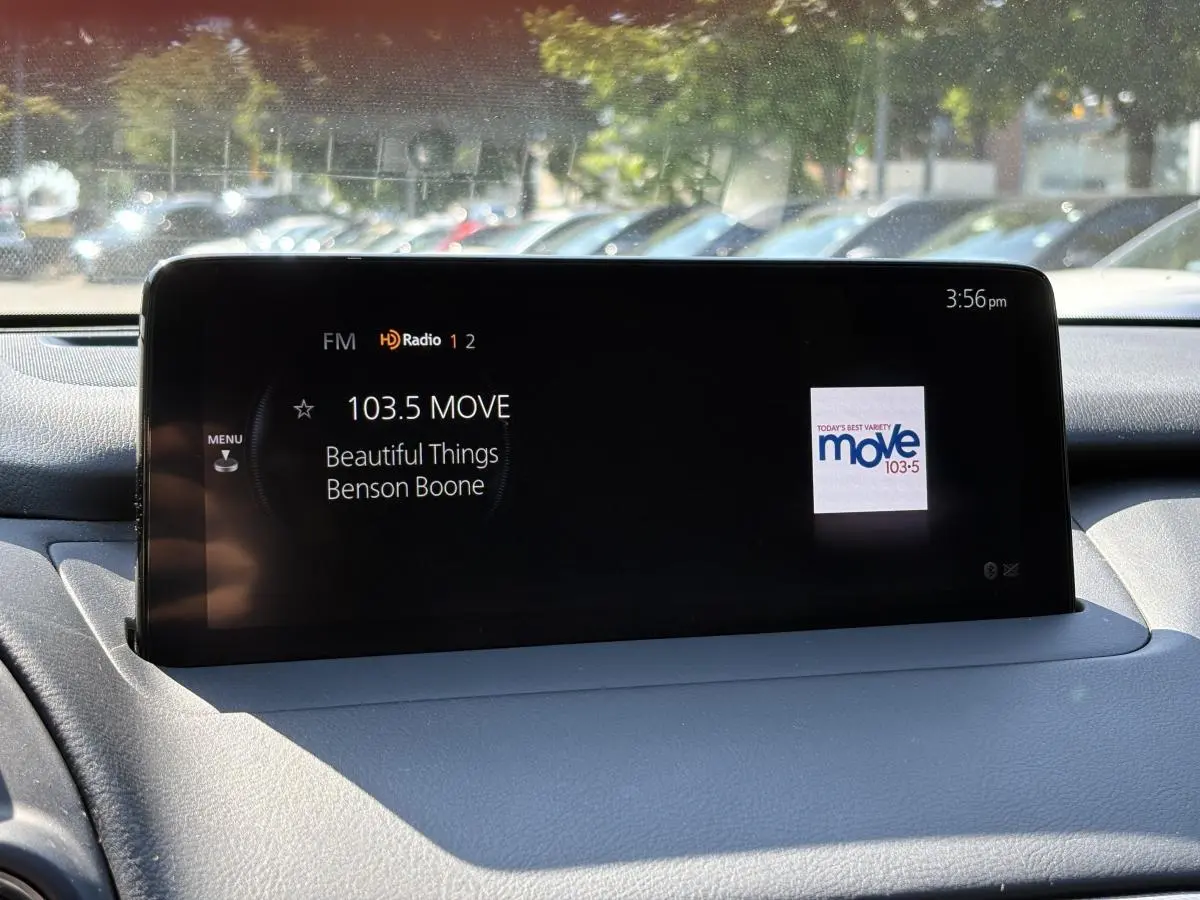 3:56pm
FM HD Radio 1 2
103.5 MOVE
MENU
Beautiful Things
Benson Boone
TODAY'S BEST VARIETY
move
103•5